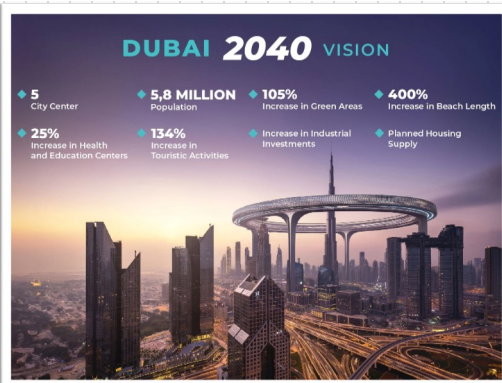 DUBAI 2040 VISION
5
City Center
5,8 MILLION
Population
105%
Increase in Green Areas
400%
Increase in Beach Length
25%
Increase in Health
and Education Centers
134%
Increase in
Touristic Activities
Increase in Industrial
Investments
Planned Housing
Supply